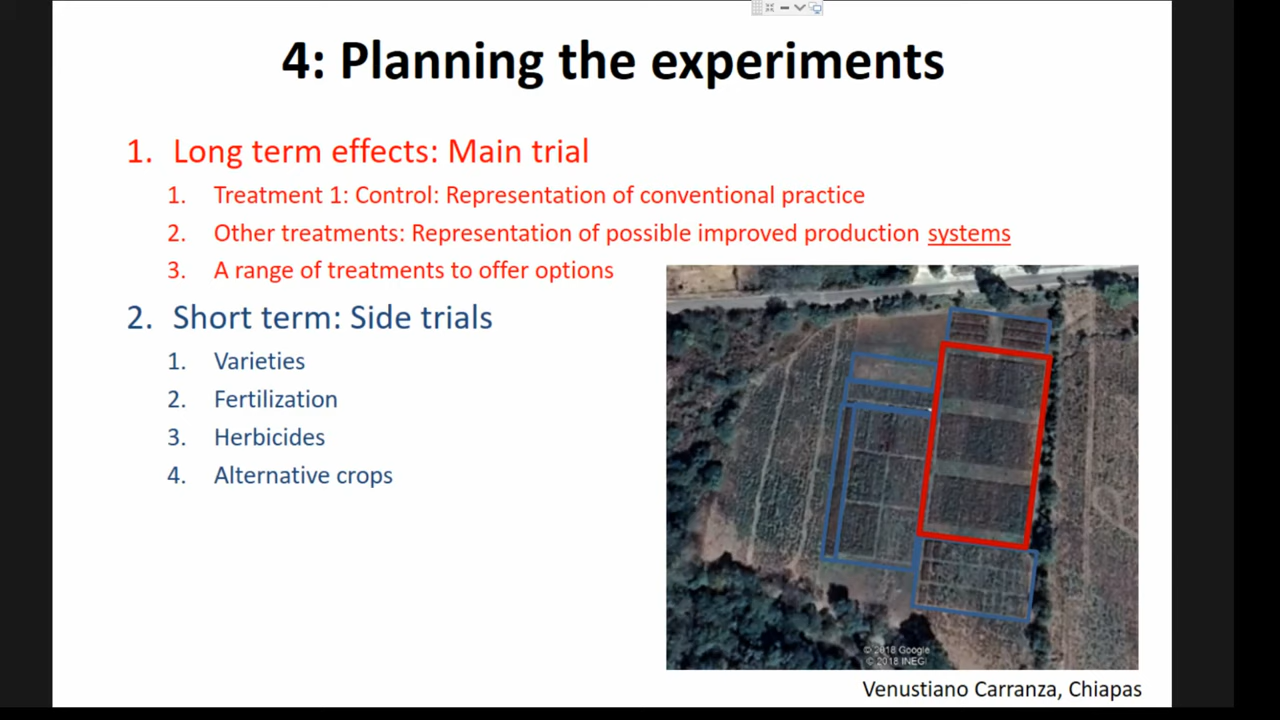 4: Planning the experiments
1. Long term effects: Main trial
1. Treatment 1: Control: Representation of conventional practice
2. Other treatments: Representation of possible improved production systems
3. A range of treatments to offer options
2. Short term: Side trials
1. Varieties
2. Fertilization
3. Herbicides
4. Alternative crops
© 2018 Google
© 2018 INEGI
Venustiano Carranza, Chiapas